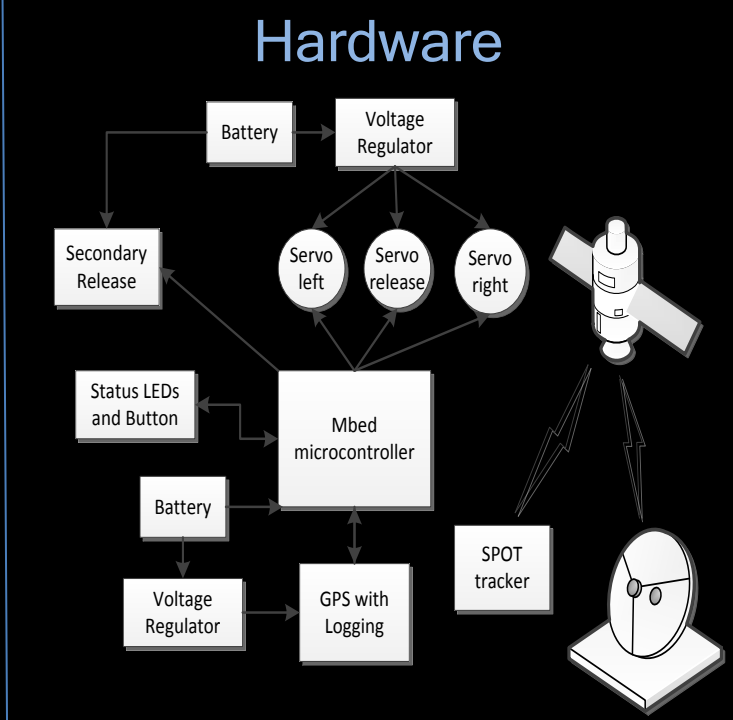 Hardware
Battery
Voltage
Regulator
Secondary
Release
Servo
left
Servo
release
Servo
right
Status LEDs
and Button
Mbed
microcontroller
Battery
SPOT
tracker
Voltage
Regulator
GPS with
Logging